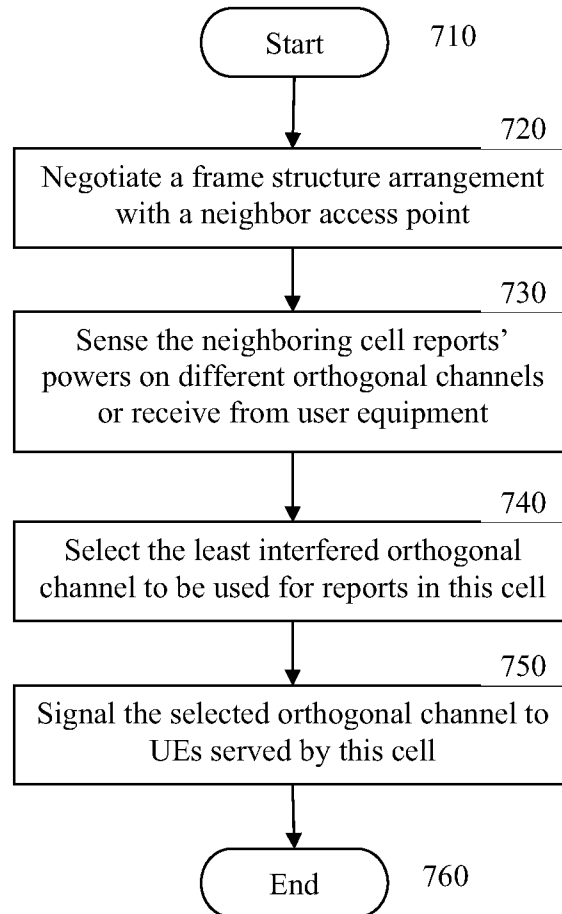 Start
710
720
Negotiate a frame structure arrangement
with a neighbor access point
730
Sense the neighboring cell reports’
powers on different orthogonal channels
or receive from user equipment
740
Select the least interfered orthogonal
channel to be used for reports in this cell
750
Signal the selected orthogonal channel to
UEs served by this cell
End
760